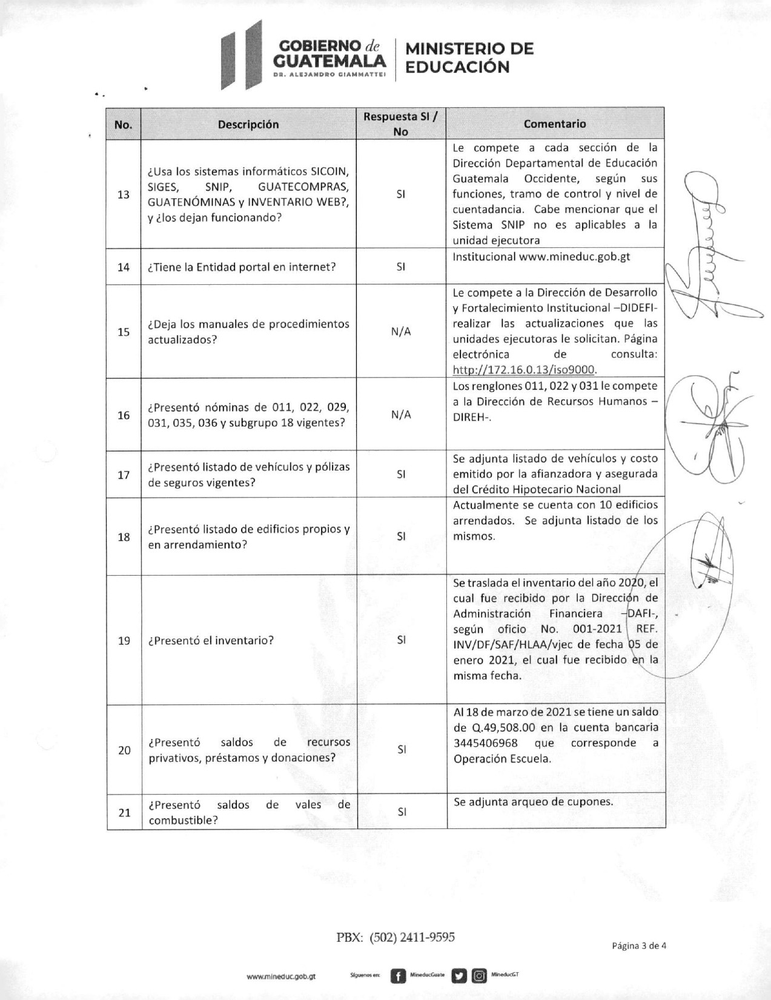 GOBIERNO de
GUATEMALA
DR. ALEJANDRO GIAMMATTEI
MINISTERIO DE
EDUCACIÓN
No.
Descripción
Respuesta SI /
No
Comentario
13
¿Usa los sistemas informáticos SICOIN,
SIGES, SNIP, GUATECOMPRAS,
GUATENÓMINAS y INVENTARIO WEB?,
y ¿los dejan funcionando?
SI
Le compete a cada sección de la
Dirección Departamental de Educación
Guatemala Occidente, según sus
funciones, tramo de control y nivel de
cuentadancia. Cabe mencionar que el
Sistema SNIP no es aplicables a la
unidad ejecutora
14
¿Tiene la Entidad portal en internet?
SI
Institucional www.mineduc.gob.gt
15
¿Deja los manuales de procedimientos
actualizados?
N/A
Le compete a la Dirección de Desarrollo
y Fortalecimiento Institucional –DIDEFI-
realizar las actualizaciones que las
unidades ejecutoras le solicitan. Página
electrónica de consulta:
http://172.16.0.13/iso9000.
16
¿Presentó nóminas de 011, 022, 029,
031, 035, 036 y subgrupo 18 vigentes?
N/A
Los renglones 011, 022 y 031 le compete
a la Dirección de Recursos Humanos –
DIREH-.
17
¿Presentó listado de vehículos y pólizas
de seguros vigentes?
SI
Se adjunta listado de vehículos y costo
emitido por la afianzadora y asegurada
del Crédito Hipotecario Nacional
18
¿Presentó listado de edificios propios y
en arrendamiento?
SI
Actualmente se cuenta con 10 edificios
arrendados. Se adjunta listado de los
mismos.
19
¿Presentó el inventario?
SI
Se traslada el inventario del año 2020, el
cual fue recibido por la Dirección de
Administración Financiera –DAFI-,
según oficio No. 001-2021 REF.
INV/DF/SAF/HLAA/vjec de fecha 05 de
enero 2021, el cual fue recibido en la
misma fecha.
20
¿Presentó saldos de recursos
privativos, préstamos y donaciones?
SI
Al 18 de marzo de 2021 se tiene un saldo
de Q.49,508.00 en la cuenta bancaria
3445406968 que corresponde a
Operación Escuela.
21
¿Presentó saldos de vales de
combustible?
SI
Se adjunta arqueo de cupones.
PBX: (502) 2411-9595
Página 3 de 4
www.mineduc.gob.gt
Síguenos en:
MineducGuate
MineducGT